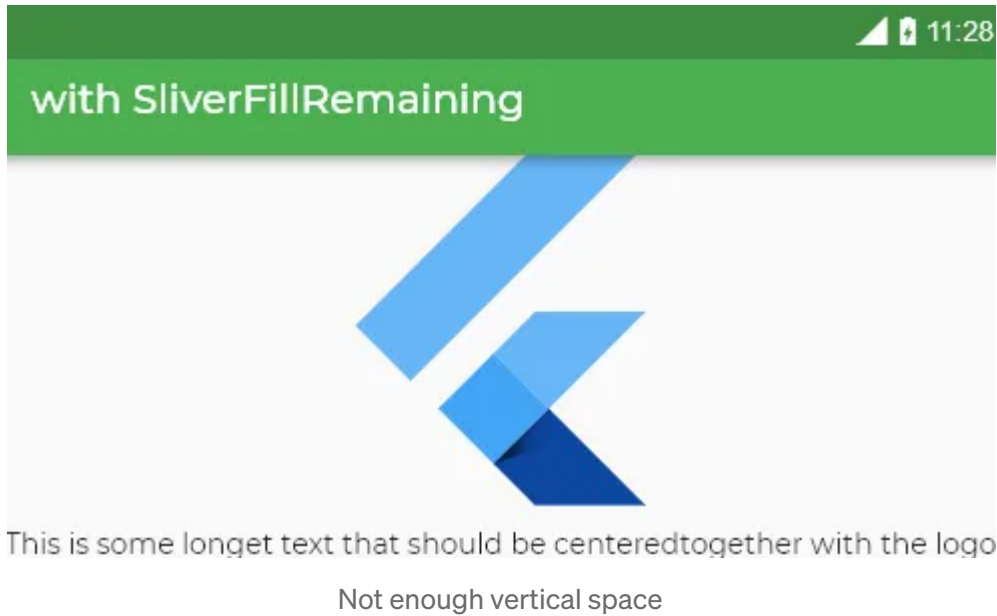 11:28
with SliverFillRemaining
This is some longet text that should be centeredtogether with the logo
Not enough vertical space